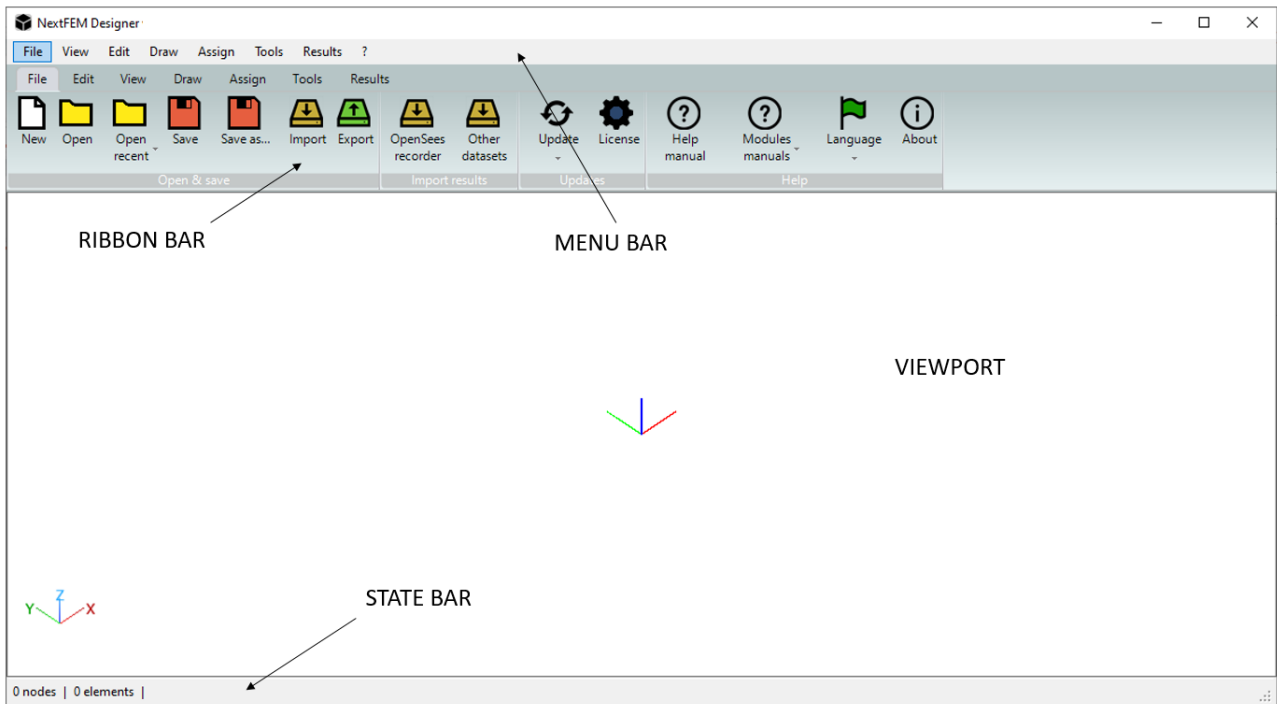 NextFEM Designer
File View Edit Draw Assign Tools Results ?
File Edit View Draw Assign Tools Results
New Open Open recent Save Save as... Import Export OpenSees recorder Other datasets Update License Help manual Modules manuals Language About
Open & save Import results Updates Help
RIBBON BAR MENU BAR
VIEWPORT
STATE BAR
Z
Y X
0 nodes | 0 elements |